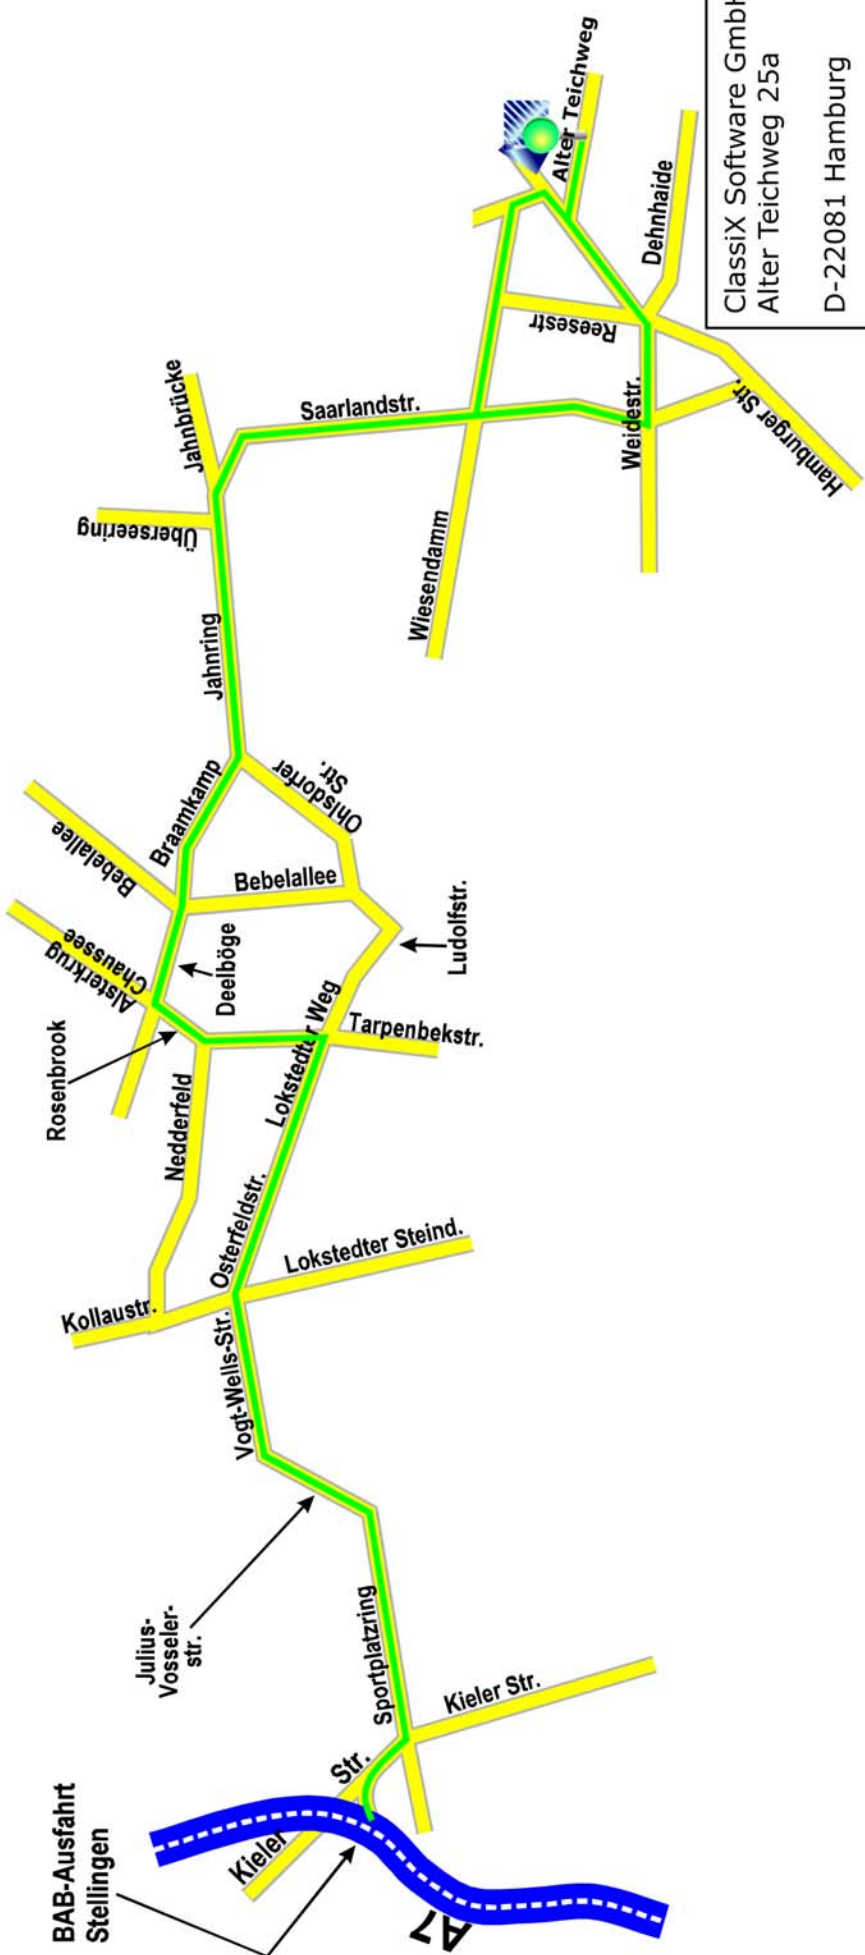 BAB-Ausfahrt
Stellingen
A7
Kieler
Str.
Kieler Str.
Sportplatzring
Julius-
Vosseler-
str.
Vogt-Wells-Str.
Kollaustr.
Lokstedter Steind.
Osterfeldstr.
Nedderfeld
Lokstedter Weg
Tarpenbekstr.
Rosenbrook
Alsterkrug
Chaussee
Deelböge
Ludolfstr.
Bebelallee
Bebelallee
Braamkamp
Ohlsdorfer
Str.
Jahnring
Überseering
Jahnbrücke
Saarlandstr.
Wiesendamm
Weidestr.
Reesestr
Hamburger Str.
Dehnhaide
Alter Teichweg
ClassiX Software GmbH
Alter Teichweg 25a
D-22081 Hamburg